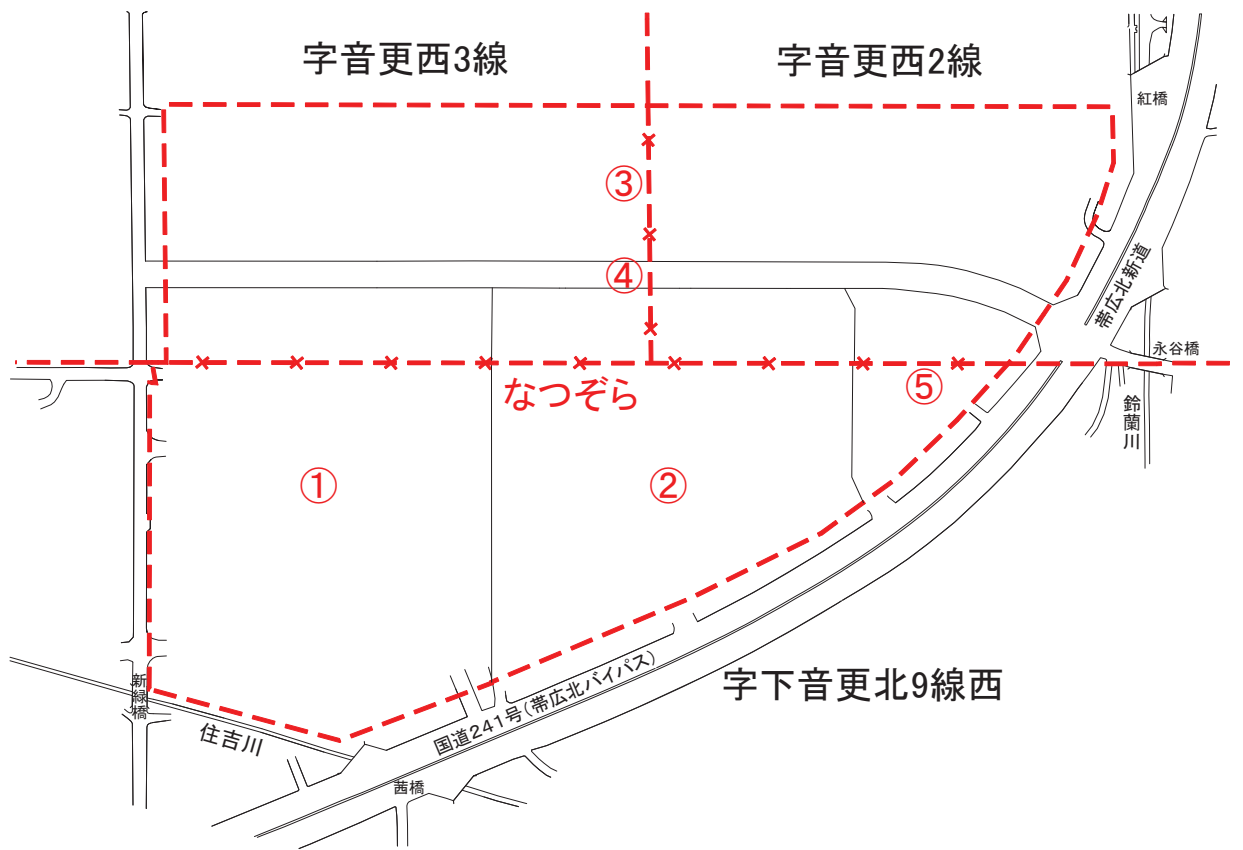 字音更西3線
字音更西2線
紅橋
③
④
帯広北新道
永谷橋
なつぞら
⑤
鈴蘭川
①
②
新緑橋
住吉川
国道241号(帯広北バイパス)
字下音更北9線西
茜橋